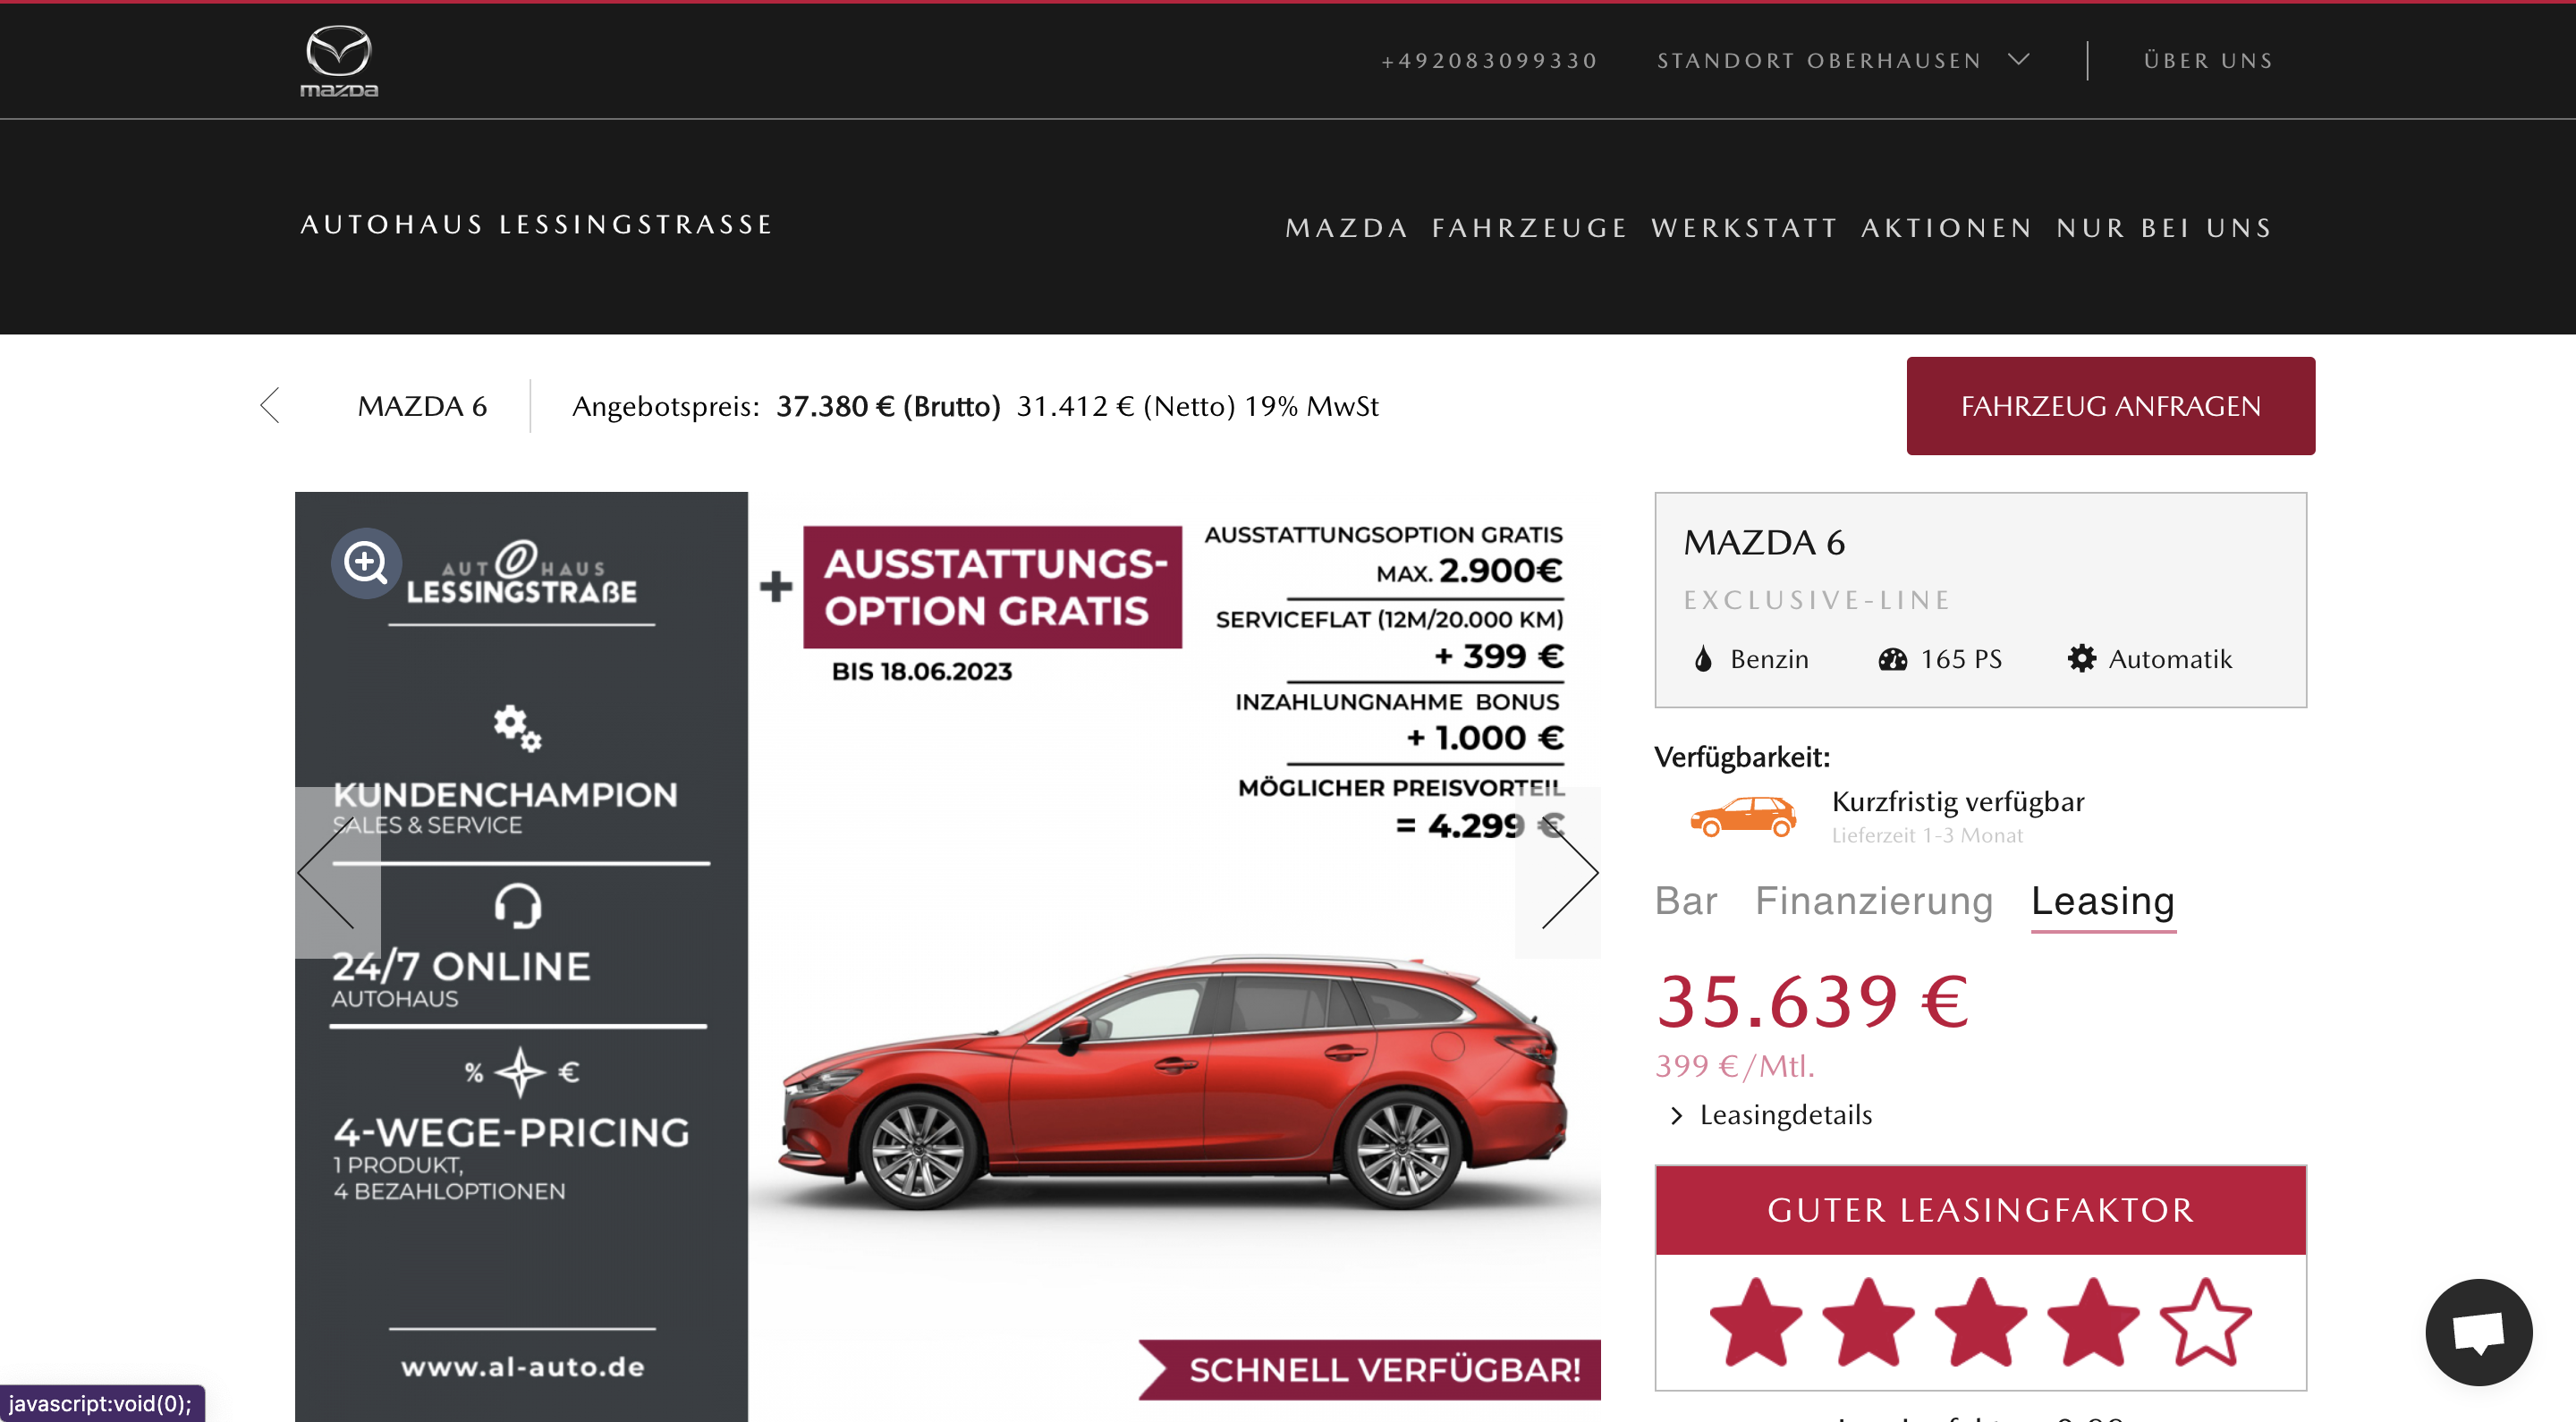 mazda
+492083099330
STANDORT OBERHAUSEN
ÜBER UNS
AUTOHAUS LESSINGSTRASSE
MAZDA FAHRZEUGE WERKSTATT AKTIONEN NUR BEI UNS
MAZDA 6
Angebotspreis: 37.380 € (Brutto) 31.412 € (Netto) 19% MwSt
FAHRZEUG ANFRAGEN
AUTOHAUS
LESSINGSTRAßE
KUNDENCHAMPION
SALES & SERVICE
24/7 ONLINE
AUTOHAUS
% €
4-WEGE-PRICING
1 PRODUKT,
4 BEZAHLOPTIONEN
www.al-auto.de
+ AUSSTATTUNGS-
OPTION GRATIS
BIS 18.06.2023
AUSSTATTUNGSOPTION GRATIS
MAX. 2.900€
SERVICEFLAT (12M/20.000 KM)
+ 399 €
INZAHLUNGNAHME BONUS
+ 1.000 €
MÖGLICHER PREISVORTEIL
= 4.299 €
SCHNELL VERFÜGBAR!
MAZDA 6
EXCLUSIVE-LINE
Benzin
165 PS
Automatik
Verfügbarkeit:
Kurzfristig verfügbar
Lieferzeit 1-3 Monat
Bar Finanzierung Leasing
35.639 €
399 €/Mtl.
Leasingdetails
GUTER LEASINGFAKTOR
javascript:void(0);